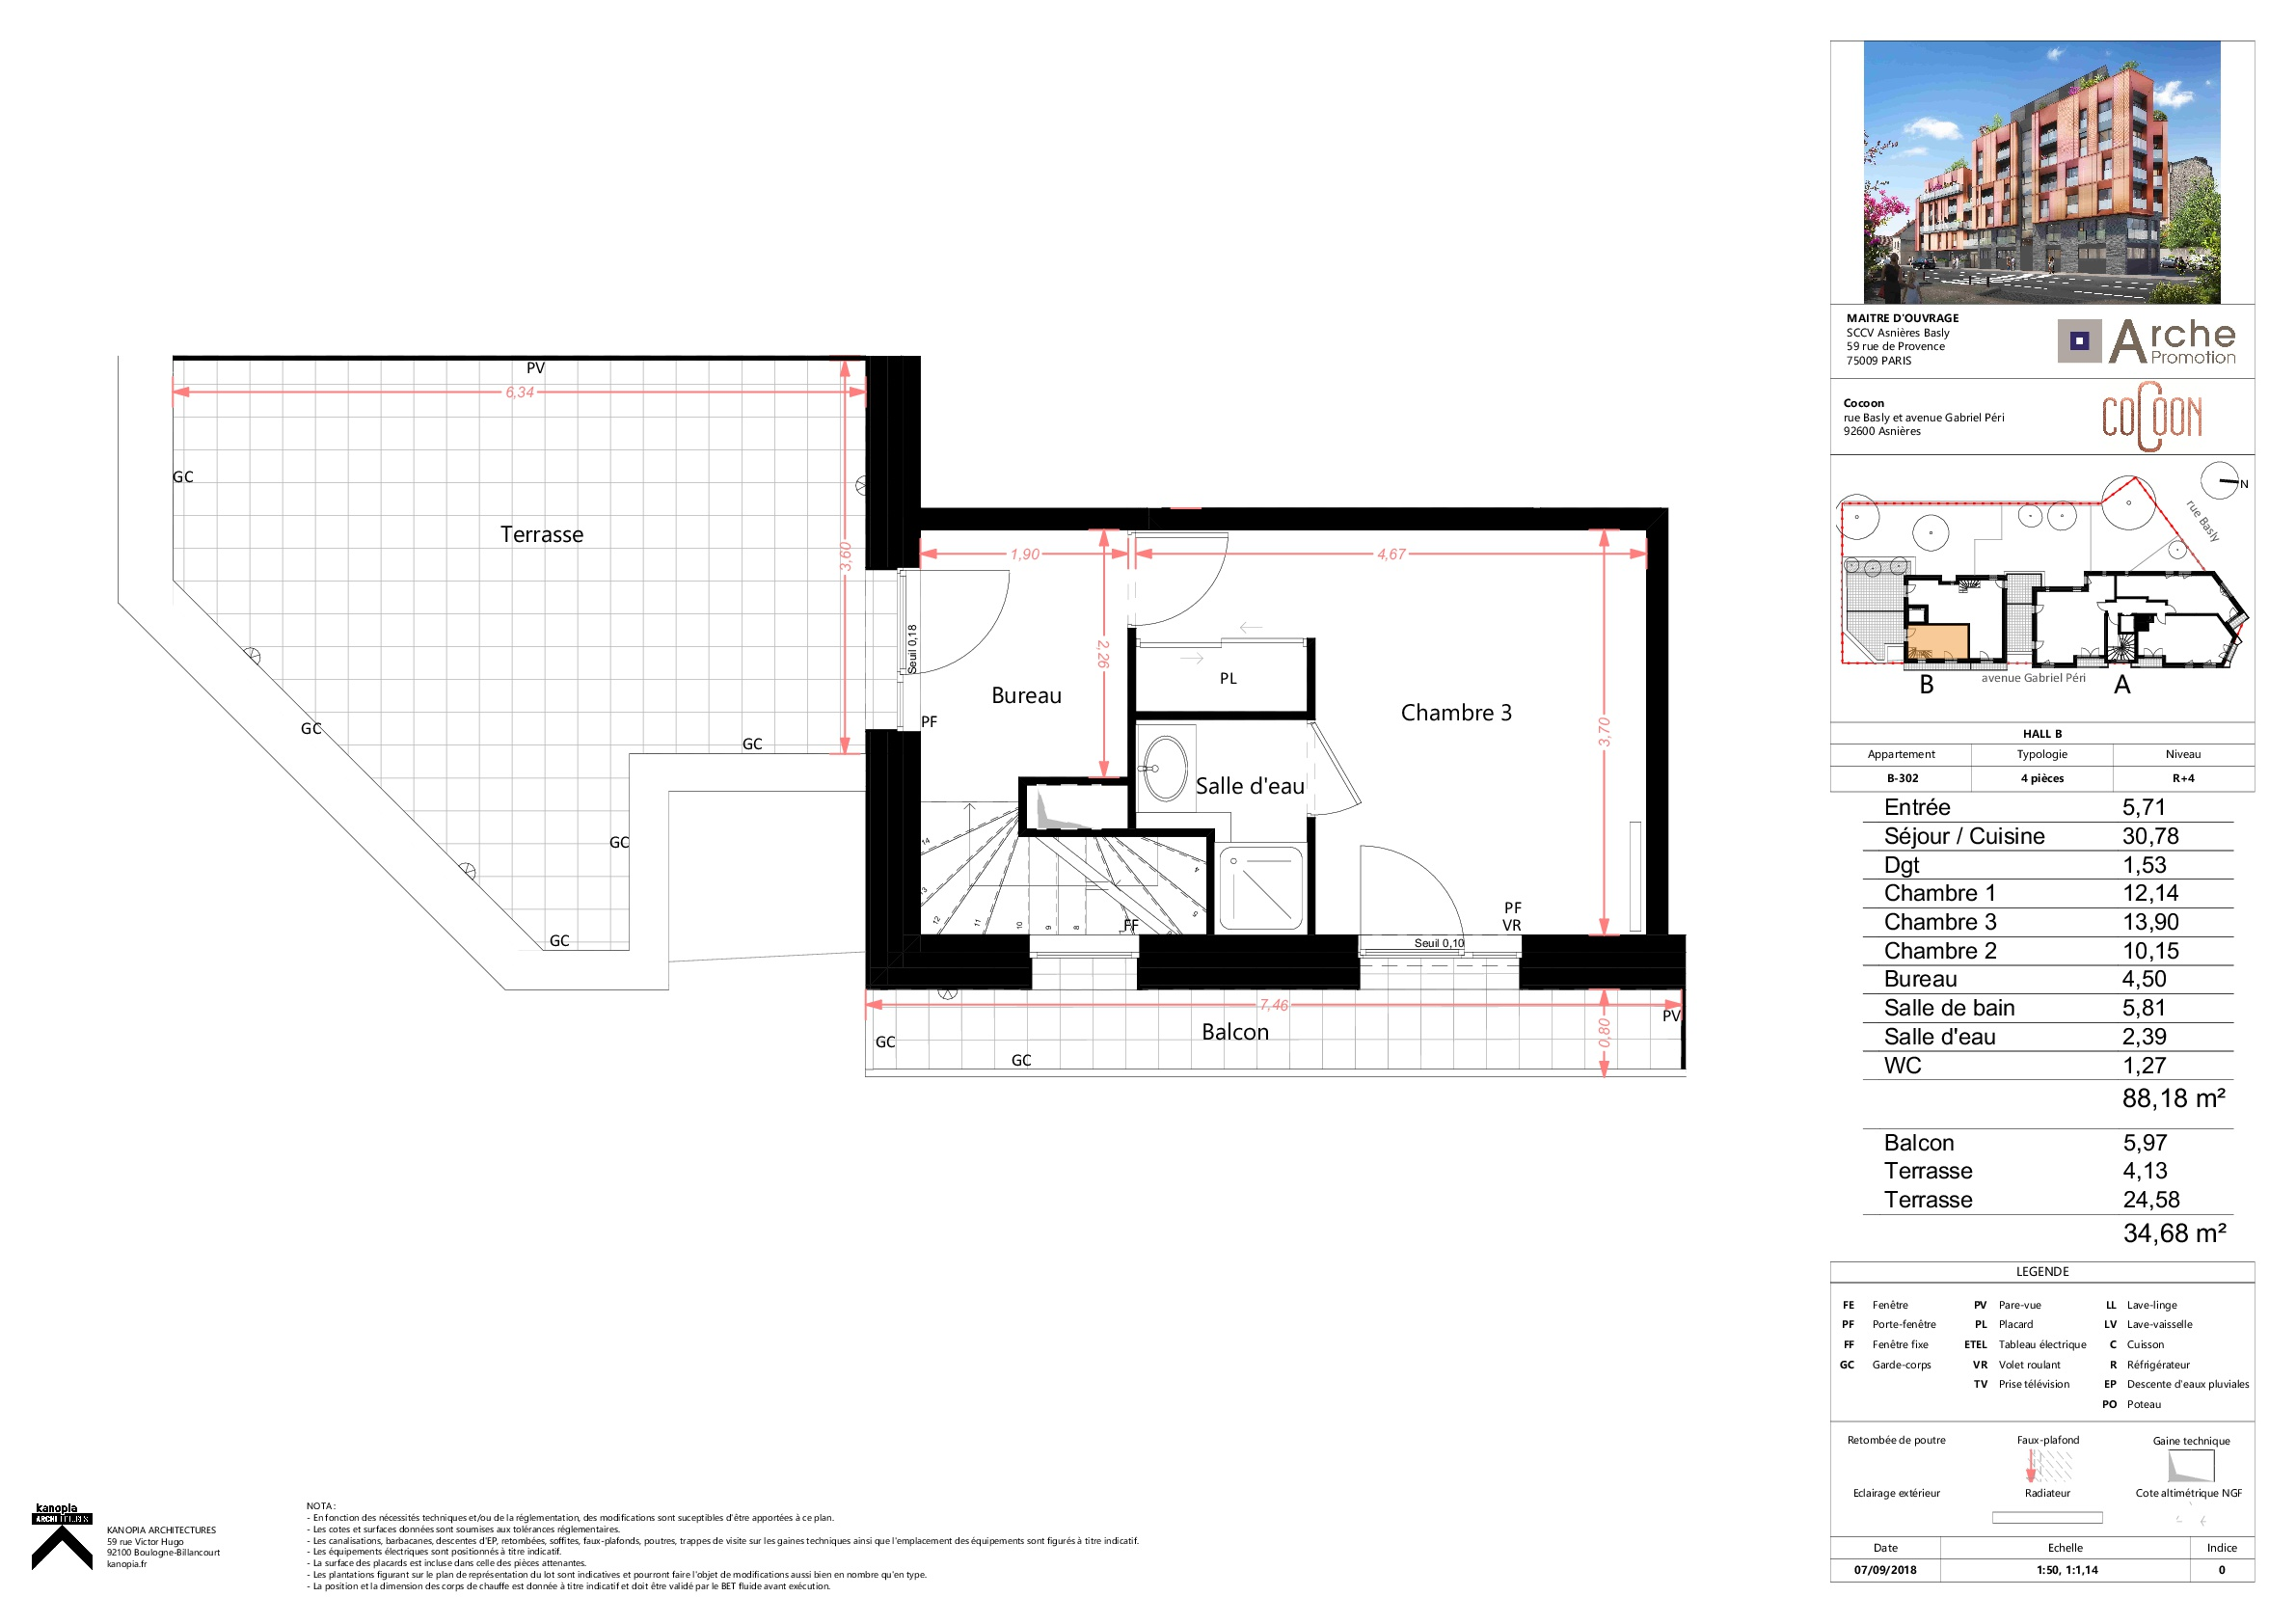 PV
6,34
GC
Terrasse
3,60
GC
GC
GC
GC
1,90
4,67
2,26
Seuil 0,18
Bureau
PF
PL
Chambre 3
3,70
Salle d'eau
14
13
12
11
10
9
8
5
4
FF
PF
VR
Seuil 0,10
7,46
PV
Balcon
0,80
GC
GC
MAITRE D'OUVRAGE
SCCV Asnières Basly
59 rue de Provence
75009 PARIS
Arche
Promotion
Cocoon
rue Basly et avenue Gabriel Péri
92600 Asnières
COCOON
N
rue Basly
avenue Gabriel Péri
B
A
HALL B
Appartement Typologie Niveau
B-302 4 pièces R+4
Entrée 5,71
Séjour / Cuisine 30,78
Dgt 1,53
Chambre 1 12,14
Chambre 3 13,90
Chambre 2 10,15
Bureau 4,50
Salle de bain 5,81
Salle d'eau 2,39
WC 1,27
88,18 m²
Balcon 5,97
Terrasse 4,13
Terrasse 24,58
34,68 m²
LEGENDE
FE Fenêtre PV Pare-vue LL Lave-linge
PF Porte-fenêtre PL Placard LV Lave-vaisselle
FF Fenêtre fixe ETEL Tableau électrique C Cuisson
GC Garde-corps VR Volet roulant R Réfrigérateur
TV Prise télévision EP Descente d'eaux pluviales
PO Poteau
Retombée de poutre Faux-plafond Gaine technique
Eclairage extérieur Radiateur Cote altimétrique NGF
Date Echelle Indice
07/09/2018 1:50, 1:1,14 0
kanopia
ARCHITECTURES
KANOPIA ARCHITECTURES
59 rue Victor Hugo
92100 Boulogne-Billancourt
kanopia.fr
NOTA :
- En fonction des nécessités techniques et/ou de la réglementation, des modifications sont suceptibles d'être apportées à ce plan.
- Les cotes et surfaces données sont soumises aux tolérances réglementaires.
- Les canalisations, barbacanes, descentes d'EP, retombées, soffites, faux-plafonds, poutres, trappes de visite sur les gaines techniques ainsi que l'emplacement des équipements sont figurés à titre indicatif.
- Les équipements électriques sont positionnés à titre indicatif.
- La surface des placards est incluse dans celle des pièces attenantes.
- Les plantations figurant sur le plan de représentation du lot sont indicatives et pourront faire l'objet de modifications aussi bien en nombre qu'en type.
- La position et la dimension des corps de chauffe est donnée à titre indicatif et doit être validé par le BET fluide avant exécution.